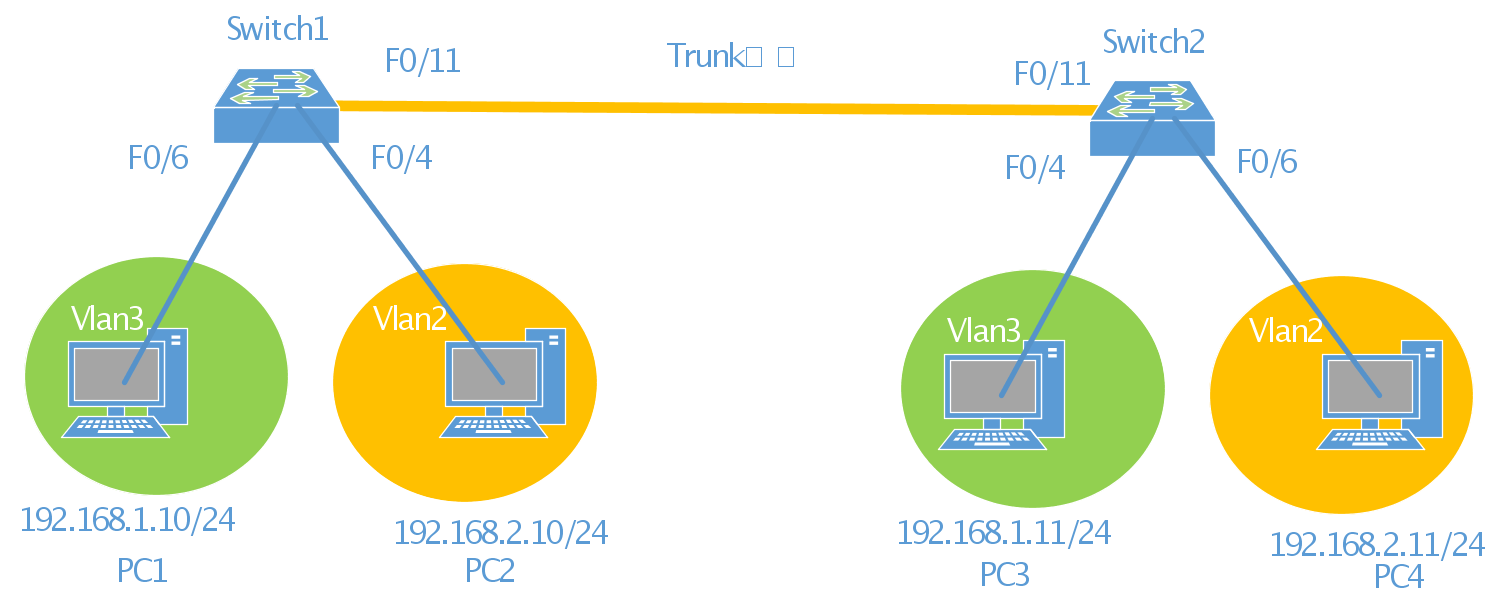 Switch1
F0/11
Trunk
Switch2
F0/11
F0/6
F0/4
F0/4
F0/6
Vlan3
Vlan2
Vlan3
Vlan2
192.168.1.10/24
192.168.2.10/24
192.168.1.11/24
192.168.2.11/24
PC1
PC2
PC3
PC4